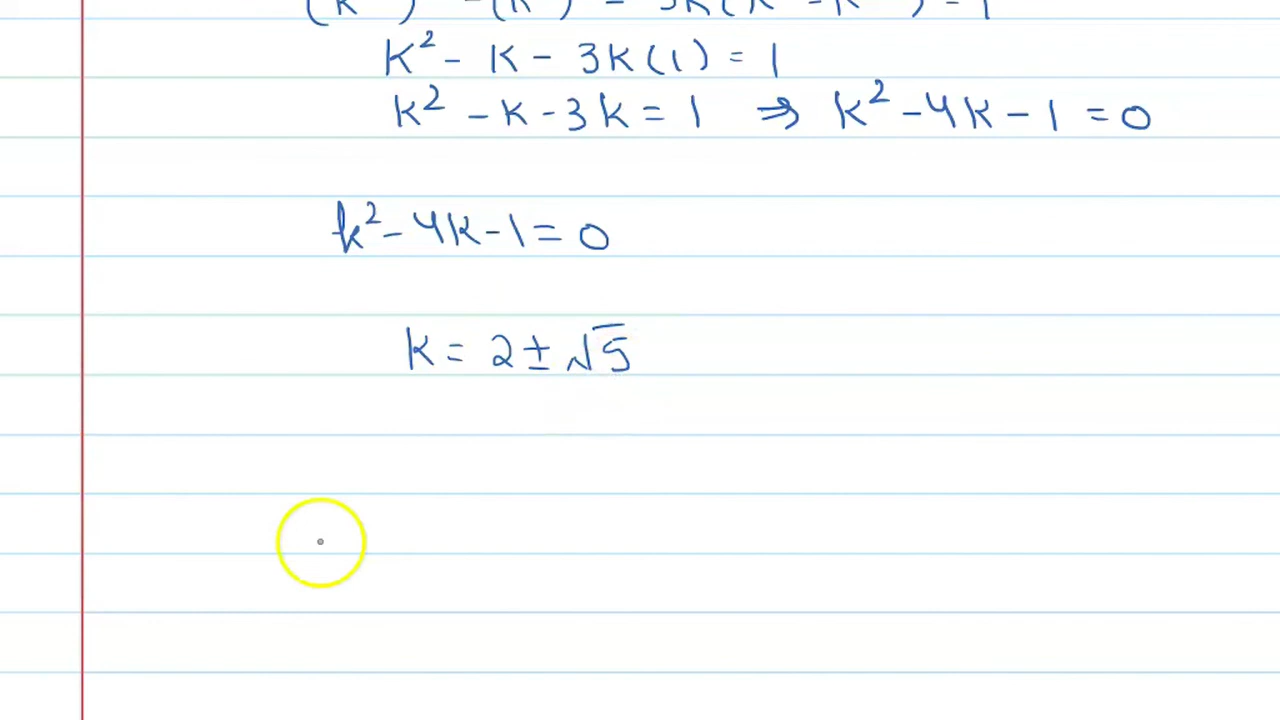 k² - k - 3k(1) = 1
k² - k - 3k = 1 ⇒ k² - 4k - 1 = 0
k² - 4k - 1 = 0
k = 2 ± √5